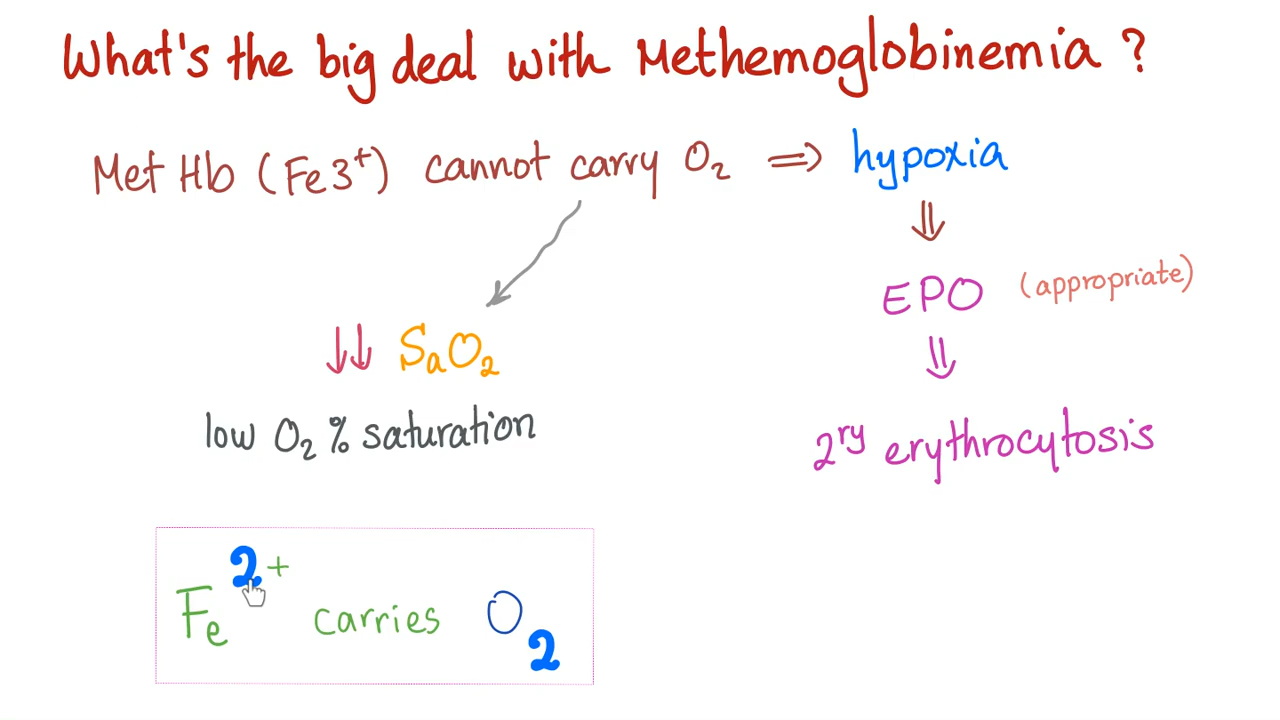 What's the big deal with Methemoglobinemia ?
Met Hb (Fe3+) cannot carry O2 ⇒ hypoxia
⇓
EPO (appropriate)
⇓
↓↓ SaO2
low O2 % saturation
2ry erythrocytosis
Fe2+ carries O2